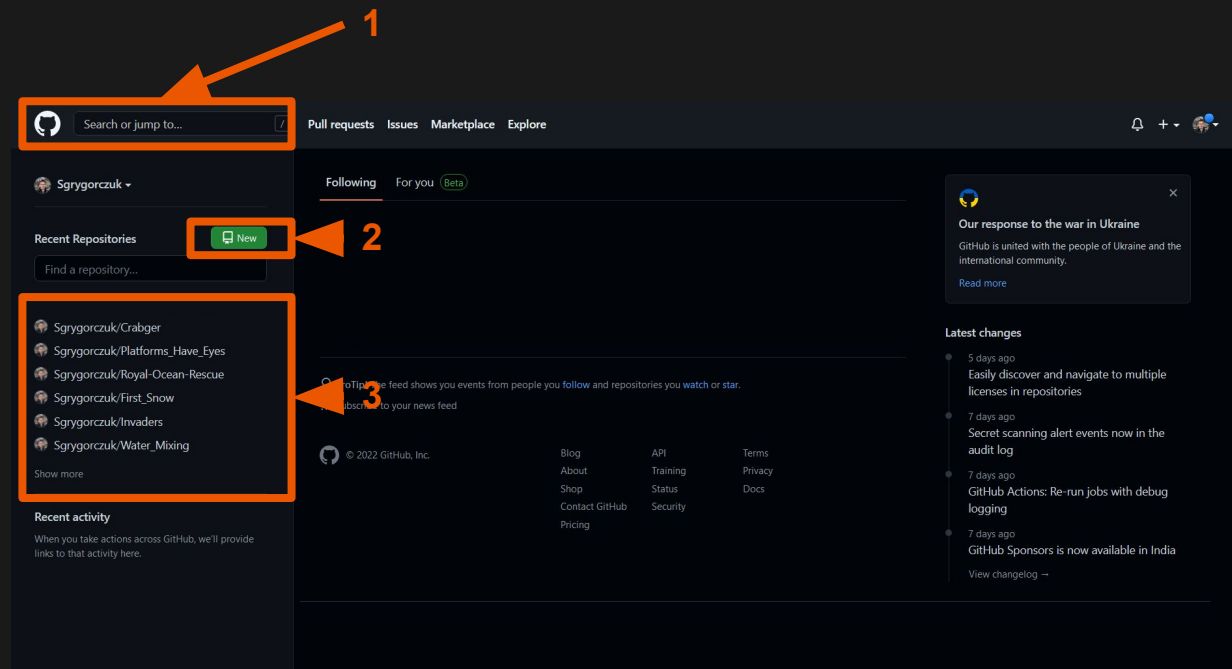 1
Search or jump to...
/
Pull requests Issues Marketplace Explore
Sgrygorczuk
Recent Repositories
New
2
Find a repository...
Sgrygorczuk/Crabger
Sgrygorczuk/Platforms_Have_Eyes
Sgrygorczuk/Royal-Ocean-Rescue
Sgrygorczuk/First_Snow
Sgrygorczuk/Invaders
Sgrygorczuk/Water_Mixing
Show more
3
Recent activity
When you take actions across GitHub, we'll provide
links to that activity here.
Following For you Beta
feed shows you events from people you follow and repositories you watch or star.
to your news feed
© 2022 GitHub, Inc.
Blog API Terms
About Training Privacy
Shop Status Docs
Contact GitHub Security
Pricing
Our response to the war in Ukraine
GitHub is united with the people of Ukraine and the
international community.
Read more
Latest changes
5 days ago
Easily discover and navigate to multiple
licenses in repositories
7 days ago
Secret scanning alert events now in the
audit log
7 days ago
GitHub Actions: Re-run jobs with debug
logging
7 days ago
GitHub Sponsors is now available in India
View changelog →